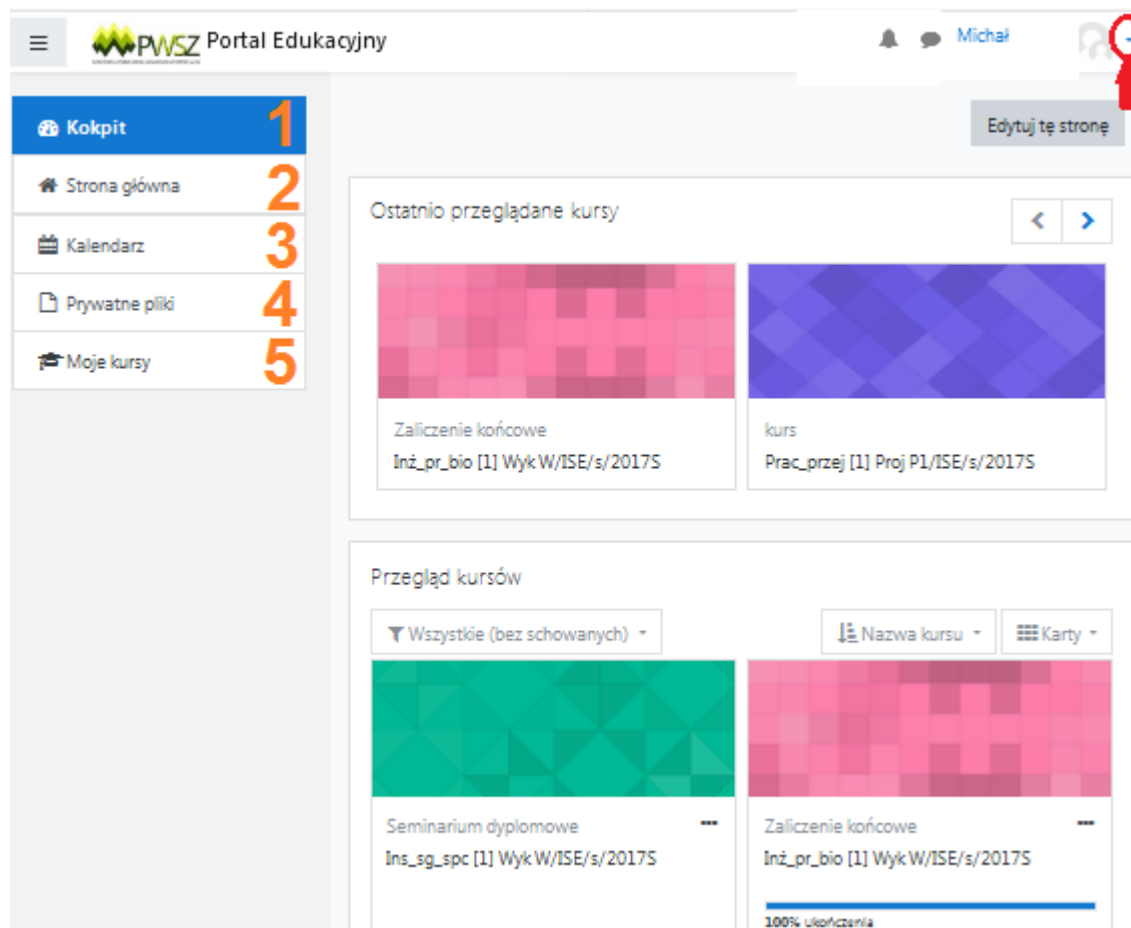 PWSZ Portal Edukacyjny
Michał
Kokpit 1
Strona główna 2
Kalendarz 3
Prywatne pliki 4
Moje kursy 5
Edytuj tę stronę
Ostatnio przeglądane kursy
Zaliczenie końcowe
Inż_pr_bio [1] Wyk W/ISE/s/2017S
kurs
Prac_przej [1] Proj P1/ISE/s/2017S
Przegląd kursów
Wszystkie (bez schowanych)
Nazwa kursu
Karty
Seminarium dyplomowe
Ins_sg_spc [1] Wyk W/ISE/s/2017S
Zaliczenie końcowe
Inż_pr_bio [1] Wyk W/ISE/s/2017S
100% ukończenia